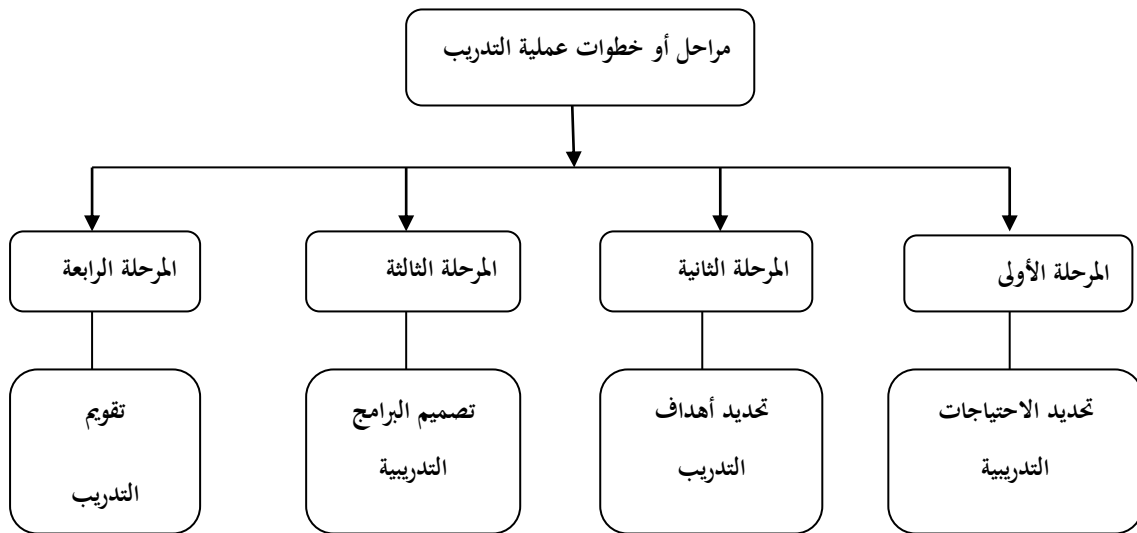 مراحل أو خطوات عملية التدريب
المرحلة الأولى
المرحلة الثانية
المرحلة الثالثة
المرحلة الرابعة
تحديد الاحتياجات
التدريبية
تحديد أهداف
التدريب
تصميم البرامج
التدريبية
تقويم
التدريب